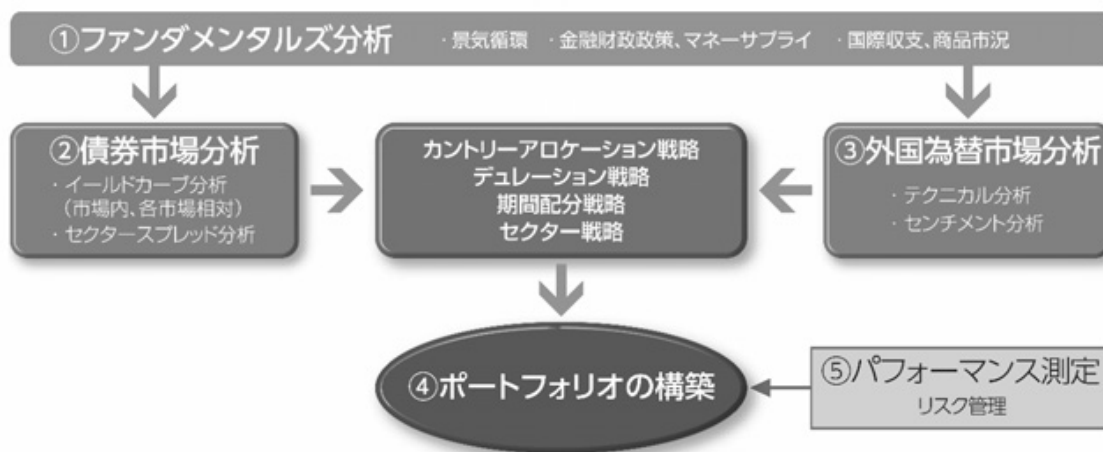 ①ファンダメンタルズ分析 ・景気循環 ・金融財政政策、マネーサプライ ・国際収支、商品市況
②債券市場分析
・イールドカーブ分析
(市場内、各市場相対)
・セクタースプレッド分析
カントリーアロケーション戦略
デュレーション戦略
期間配分戦略
セクター戦略
③外国為替市場分析
・テクニカル分析
・センチメント分析
④ポートフォリオの構築
⑤パフォーマンス測定
リスク管理